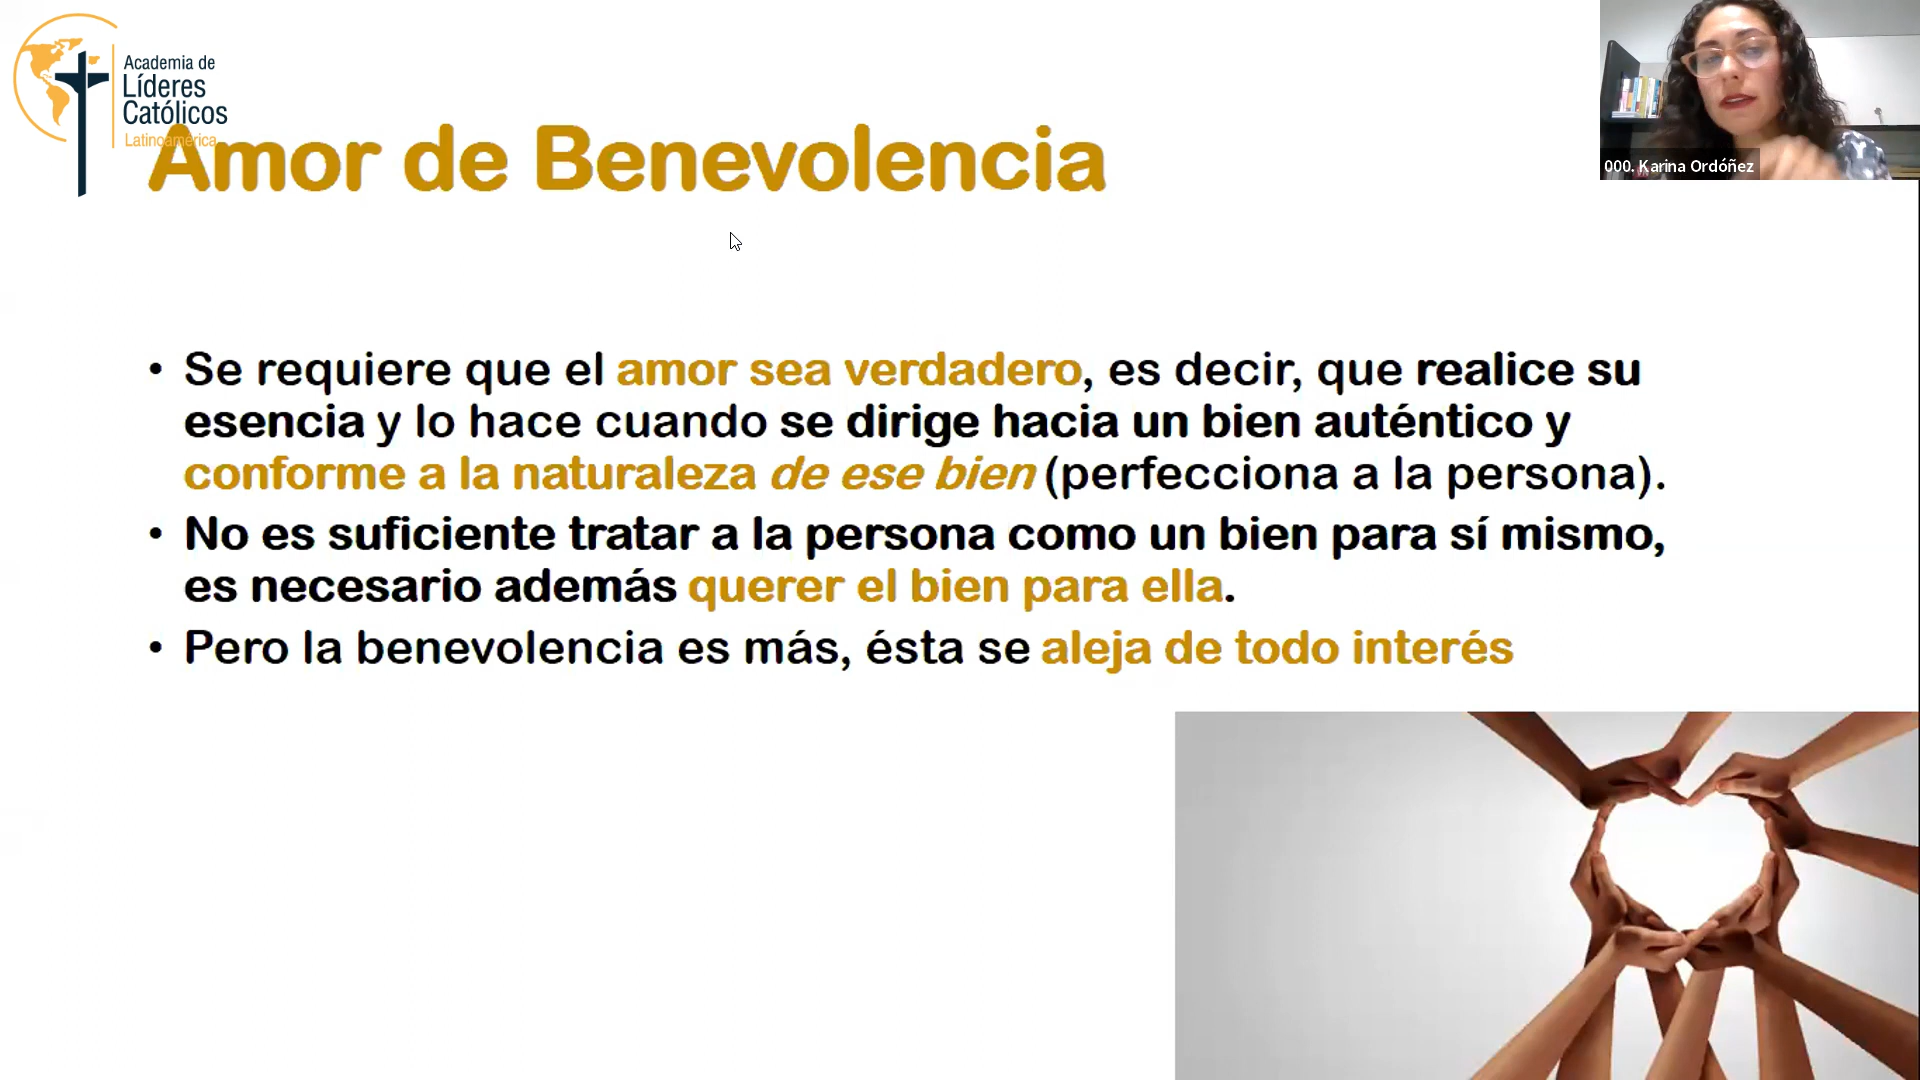 Academia de
Líderes
Católicos
Latinoamérica
Amor de Benevolencia
000. Karina Ordóñez
• Se requiere que el amor sea verdadero, es decir, que realice su
esencia y lo hace cuando se dirige hacia un bien auténtico y
conforme a la naturaleza de ese bien (perfecciona a la persona).
• No es suficiente tratar a la persona como un bien para sí mismo,
es necesario además querer el bien para ella.
• Pero la benevolencia es más, ésta se aleja de todo interés